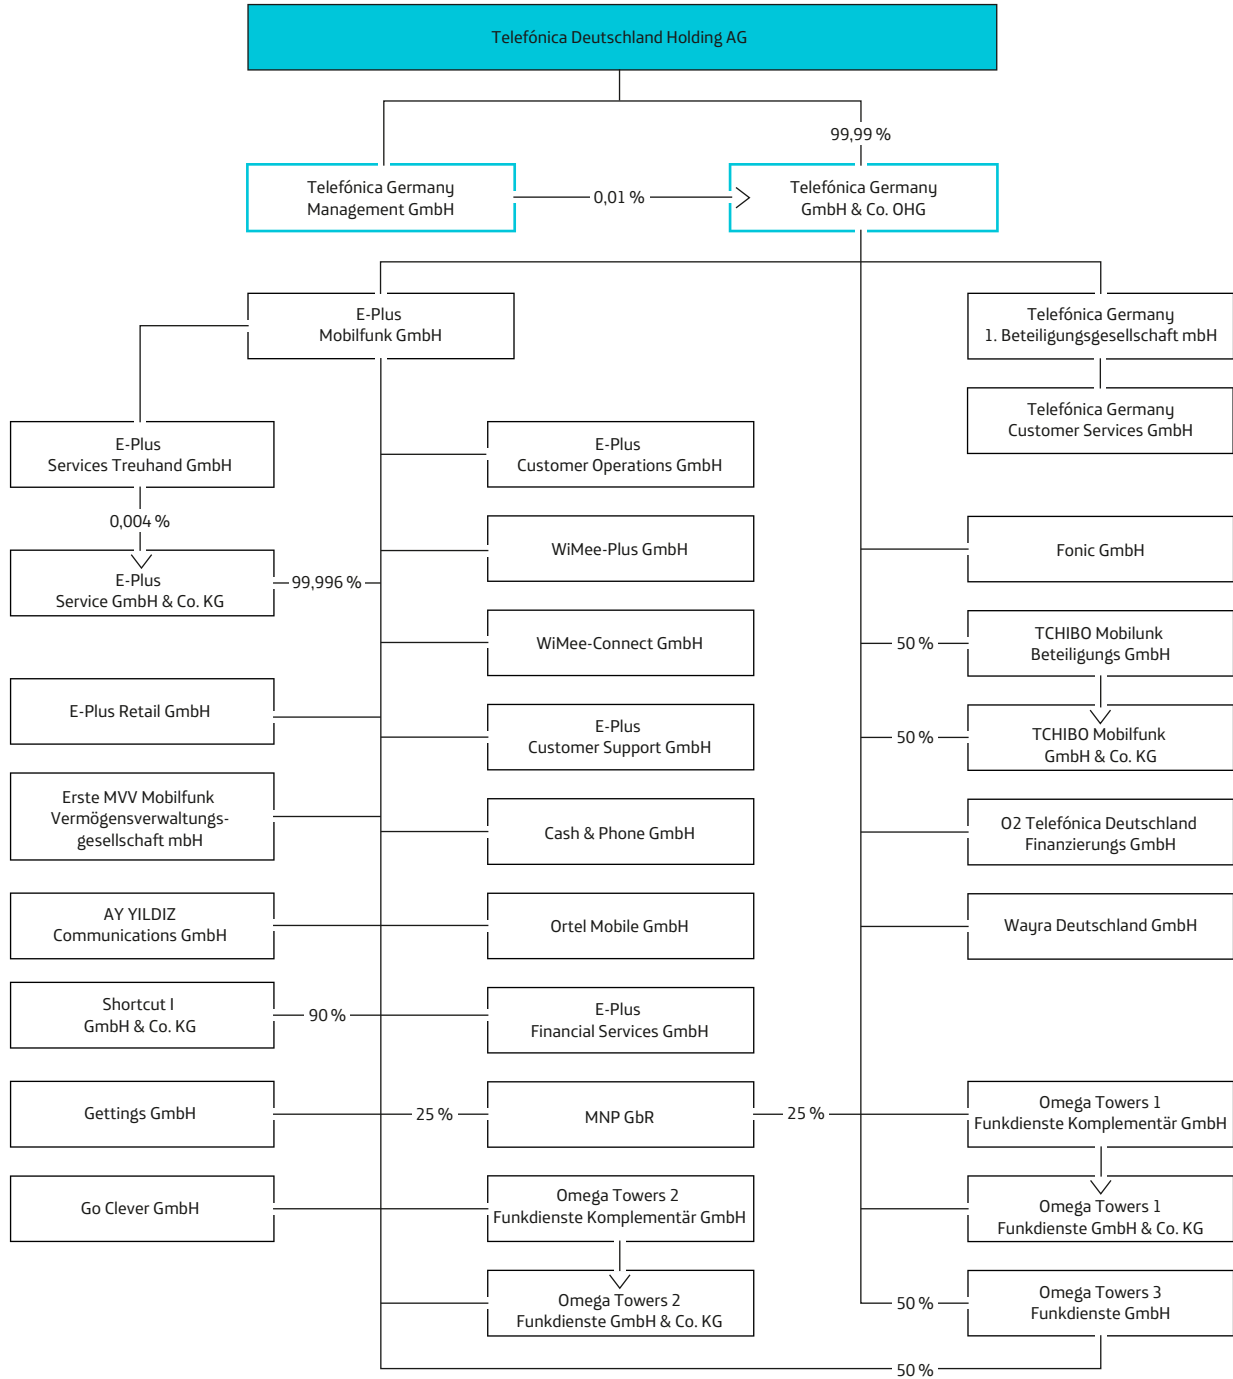 Telefónica Deutschland Holding AG
99,99 %
Telefónica Germany
Management GmbH
0,01 %
Telefónica Germany
GmbH & Co. OHG
E-Plus
Mobilfunk GmbH
Telefónica Germany
1. Beteiligungsgesellschaft mbH
Telefónica Germany
Customer Services GmbH
E-Plus
Services Treuhand GmbH
E-Plus
Customer Operations GmbH
0,004 %
WiMee-Plus GmbH
Fonic GmbH
E-Plus
Service GmbH & Co. KG
99,996 %
WiMee-Connect GmbH
50 %
TCHIBO Mobilunk
Beteiligungs GmbH
E-Plus Retail GmbH
E-Plus
Customer Support GmbH
50 %
TCHIBO Mobilfunk
GmbH & Co. KG
Erste MVV Mobilfunk
Vermögensverwaltungs-
gesellschaft mbH
Cash & Phone GmbH
O2 Telefónica Deutschland
Finanzierungs GmbH
AY YILDIZ
Communications GmbH
Ortel Mobile GmbH
Wayra Deutschland GmbH
Shortcut I
GmbH & Co. KG
90 %
E-Plus
Financial Services GmbH
Gettings GmbH
25 %
MNP GbR
25 %
Omega Towers 1
Funkdienste Komplementär GmbH
Go Clever GmbH
Omega Towers 2
Funkdienste Komplementär GmbH
Omega Towers 1
Funkdienste GmbH & Co. KG
Omega Towers 2
Funkdienste GmbH & Co. KG
50 %
Omega Towers 3
Funkdienste GmbH
50 %